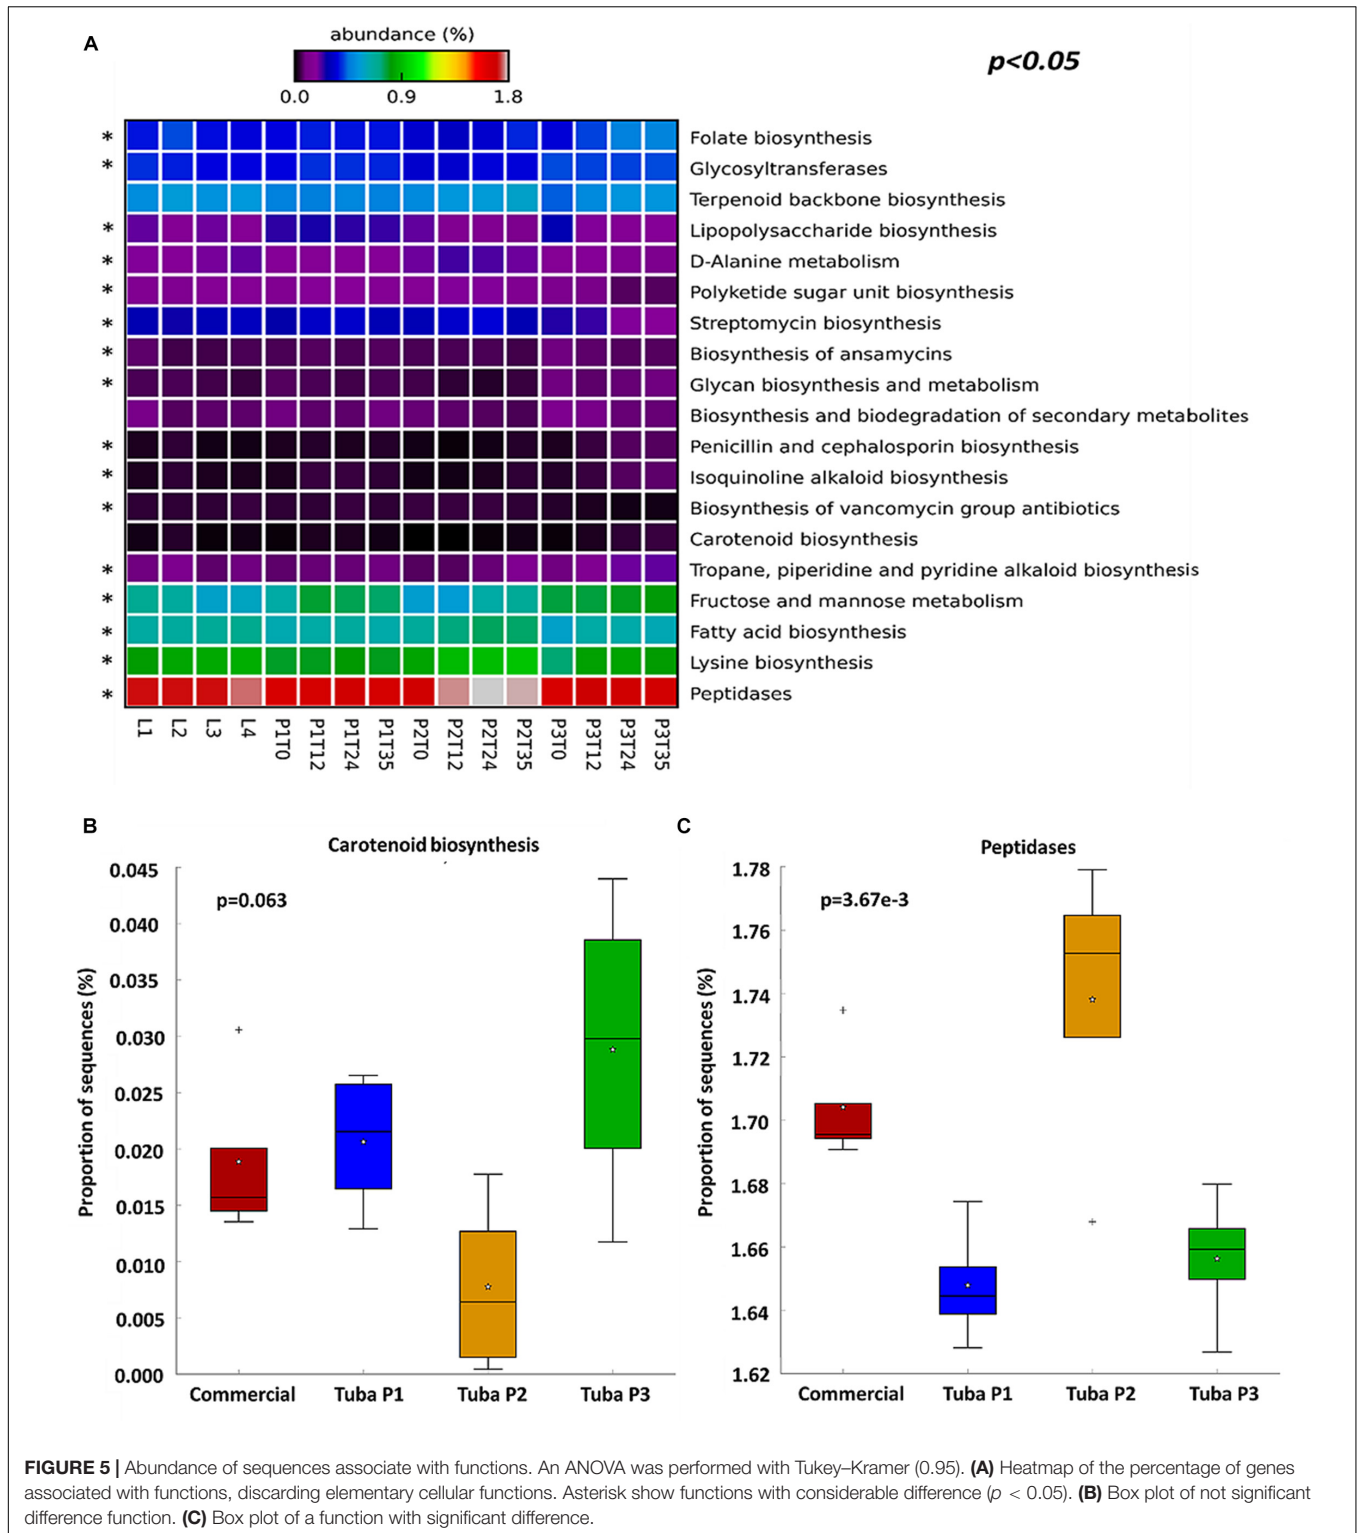 A
abundance (%)
p<0.05
0.0 0.9 1.8
* Folate biosynthesis
* Glycosyltransferases
Terpenoid backbone biosynthesis
* Lipopolysaccharide biosynthesis
* D-Alanine metabolism
* Polyketide sugar unit biosynthesis
* Streptomycin biosynthesis
* Biosynthesis of ansamycins
* Glycan biosynthesis and metabolism
Biosynthesis and biodegradation of secondary metabolites
* Penicillin and cephalosporin biosynthesis
* Isoquinoline alkaloid biosynthesis
* Biosynthesis of vancomycin group antibiotics
Carotenoid biosynthesis
* Tropane, piperidine and pyridine alkaloid biosynthesis
* Fructose and mannose metabolism
* Fatty acid biosynthesis
* Lysine biosynthesis
* Peptidases
L1 L2 L3 L4 P1T0 P1T12 P1T24 P1T35 P2T0 P2T12 P2T24 P2T35 P3T0 P3T12 P3T24 P3T35
B
Carotenoid biosynthesis
p=0.063
Proportion of sequences (%)
0.045
0.040
0.035
0.030
0.025
0.020
0.015
0.010
0.005
0.000
Commercial Tuba P1 Tuba P2 Tuba P3
C
Peptidases
p=3.67e-3
Proportion of sequences (%)
1.78
1.76
1.74
1.72
1.70
1.68
1.66
1.64
1.62
Commercial Tuba P1 Tuba P2 Tuba P3
FIGURE 5 | Abundance of sequences associate with functions. An ANOVA was performed with Tukey–Kramer (0.95). (A) Heatmap of the percentage of genes
associated with functions, discarding elementary cellular functions. Asterisk show functions with considerable difference (p < 0.05). (B) Box plot of not significant
difference function. (C) Box plot of a function with significant difference.